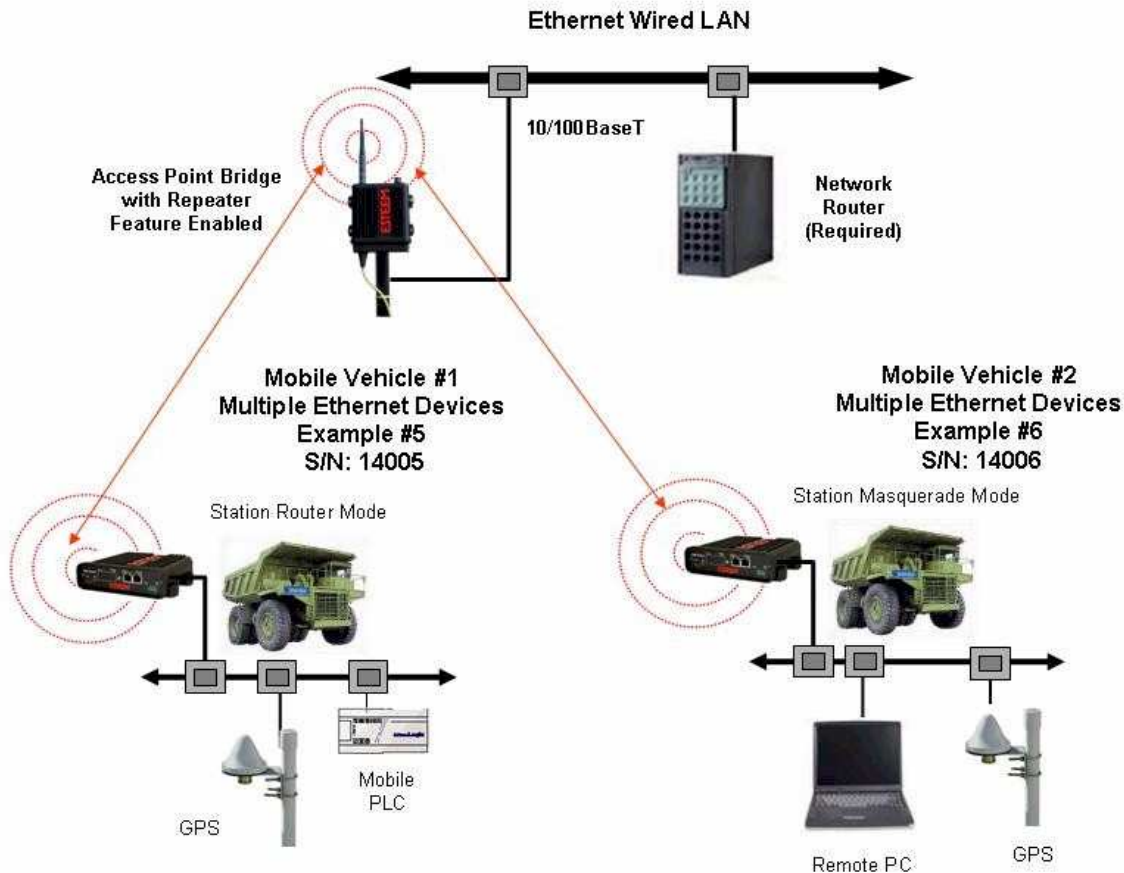 Ethernet Wired LAN
10/100BaseT
Access Point Bridge
with Repeater
Feature Enabled
ESTEEM
Network
Router
(Required)
Mobile Vehicle #1
Multiple Ethernet Devices
Example #5
S/N: 14005
Station Router Mode
Mobile Vehicle #2
Multiple Ethernet Devices
Example #6
S/N: 14006
Station Masquerade Mode
GPS
Mobile
PLC
Remote PC
GPS